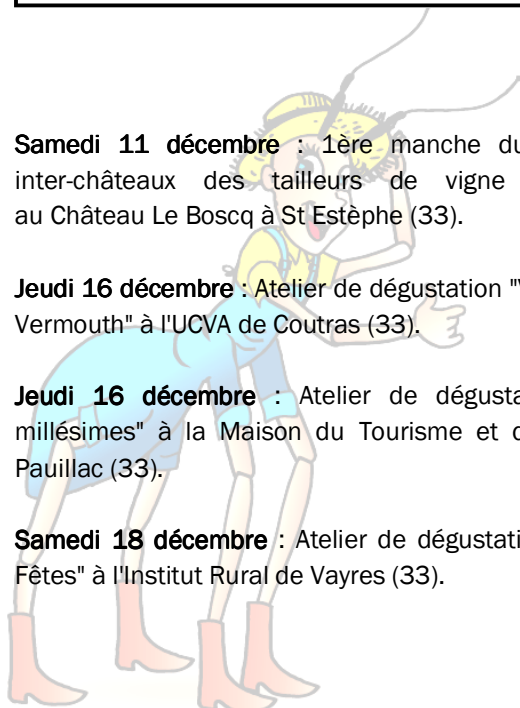 Samedi 11 décembre : 1ère manche du
inter-châteaux des tailleurs de vigne
au Château Le Boscq à St Estèphe (33).
Jeudi 16 décembre : Atelier de dégustation "
Vermouth" à l'UCVA de Coutras (33).
Jeudi 16 décembre : Atelier de dégusta
millésimes" à la Maison du Tourisme et
Pauillac (33).
Samedi 18 décembre : Atelier de dégustati
Fêtes" à l'Institut Rural de Vayres (33).